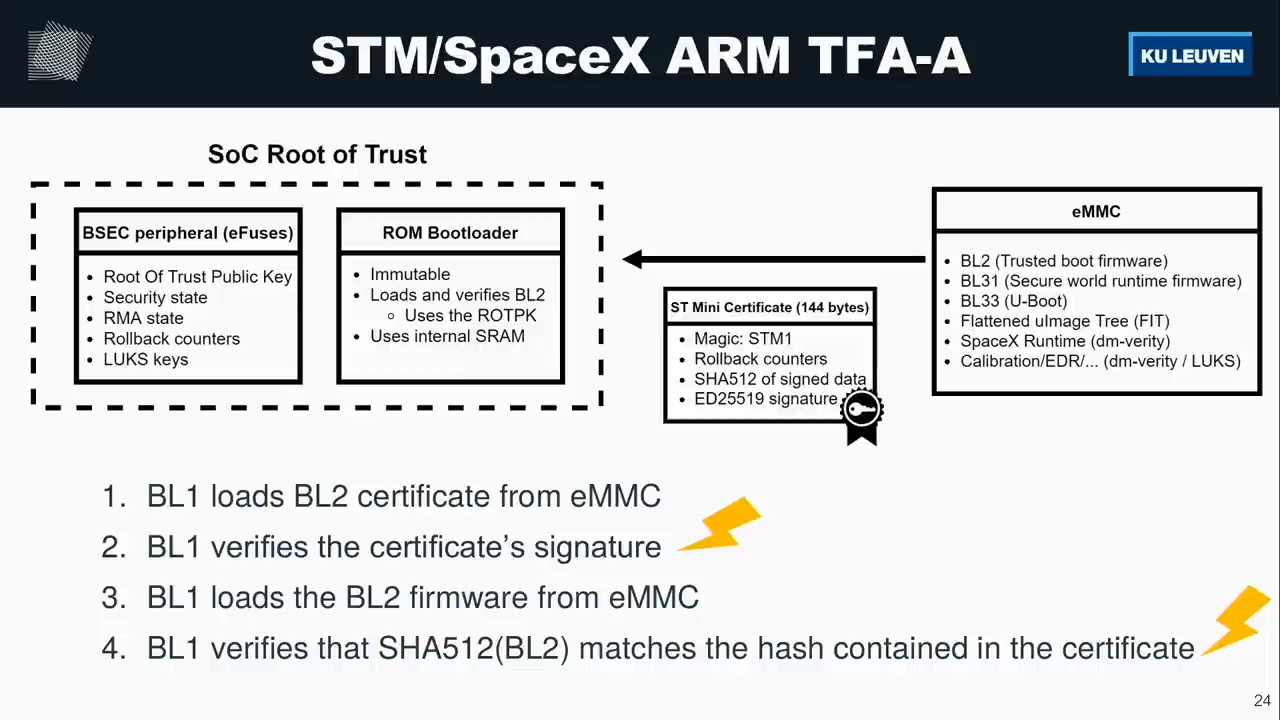 STM/SpaceX ARM TFA-A
KU LEUVEN
SoC Root of Trust
BSEC peripheral (eFuses)
Root Of Trust Public Key
Security state
RMA state
Rollback counters
LUKS keys
ROM Bootloader
Immutable
Loads and verifies BL2
Uses the ROTPK
Uses internal SRAM
ST Mini Certificate (144 bytes)
Magic: STM1
Rollback counters
SHA512 of signed data
ED25519 signature
eMMC
BL2 (Trusted boot firmware)
BL31 (Secure world runtime firmware)
BL33 (U-Boot)
Flattened uImage Tree (FIT)
SpaceX Runtime (dm-verity)
Calibration/EDR/... (dm-verity / LUKS)
1. BL1 loads BL2 certificate from eMMC
2. BL1 verifies the certificate's signature
3. BL1 loads the BL2 firmware from eMMC
4. BL1 verifies that SHA512(BL2) matches the hash contained in the certificate
24